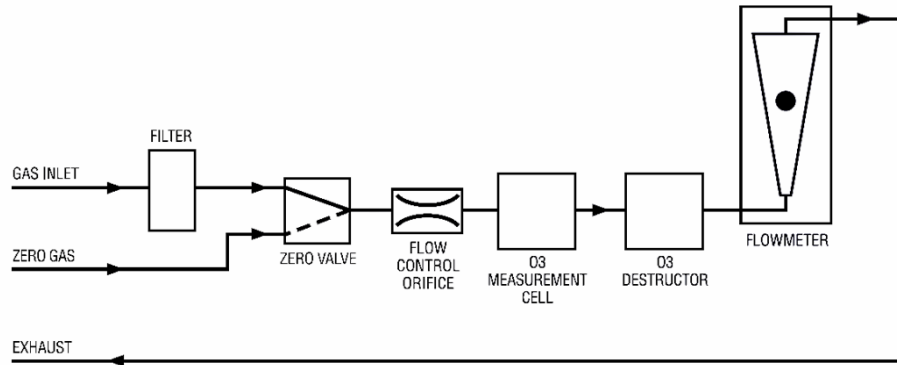 FILTER
GAS INLET
ZERO GAS
ZERO VALVE
FLOW
CONTROL
ORIFICE
O3
MEASUREMENT
CELL
O3
DESTRUCTOR
FLOWMETER
EXHAUST